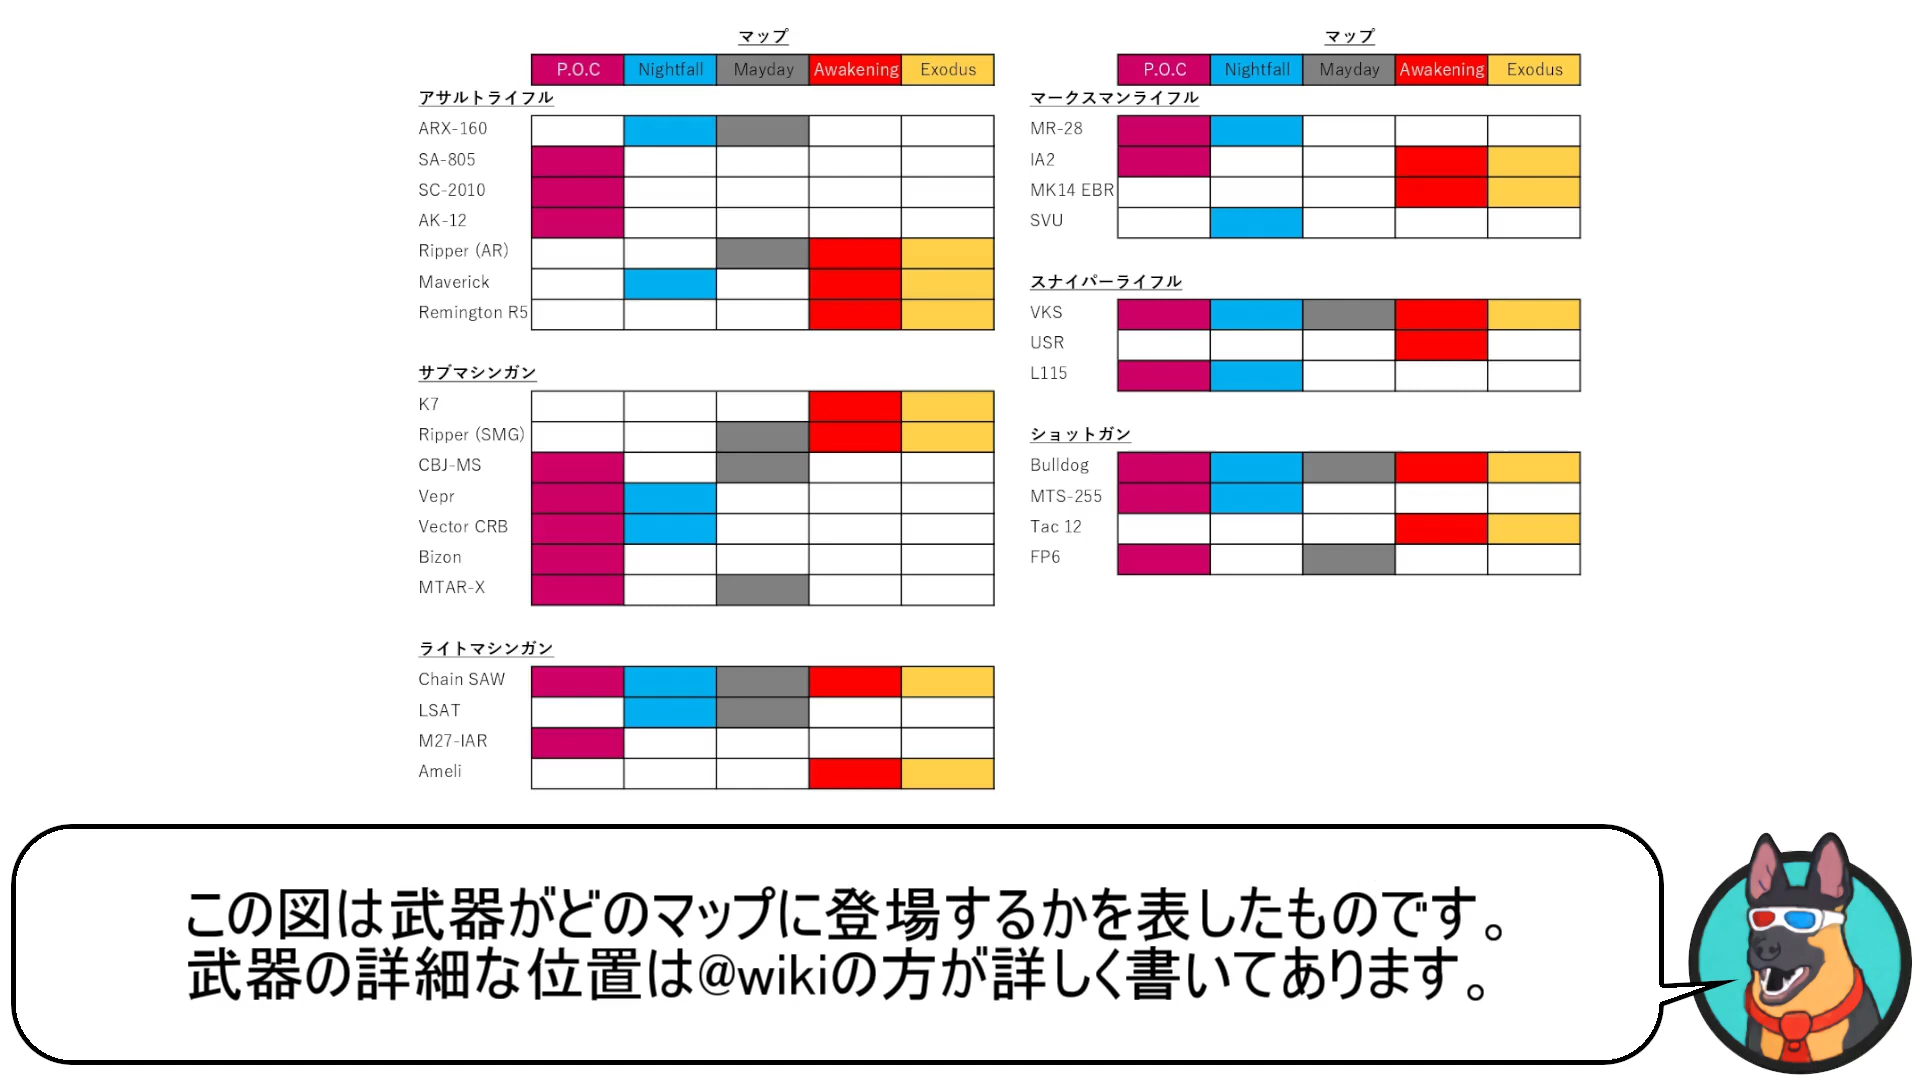 マップ
P.O.C Nightfall Mayday Awakening Exodus
アサルトライフル
ARX-160
SA-805
SC-2010
AK-12
Ripper (AR)
Maverick
Remington R5
サブマシンガン
K7
Ripper (SMG)
CBJ-MS
Vepr
Vector CRB
Bizon
MTAR-X
ライトマシンガン
Chain SAW
LSAT
M27-IAR
Ameli
マップ
P.O.C Nightfall Mayday Awakening Exodus
マークスマンライフル
MR-28
IA2
MK14 EBR
SVU
スナイパーライフル
VKS
USR
L115
ショットガン
Bulldog
MTS-255
Tac 12
FP6
この図は武器がどのマップに登場するかを表したものです。
武器の詳細な位置は@wikiの方が詳しく書いてあります。